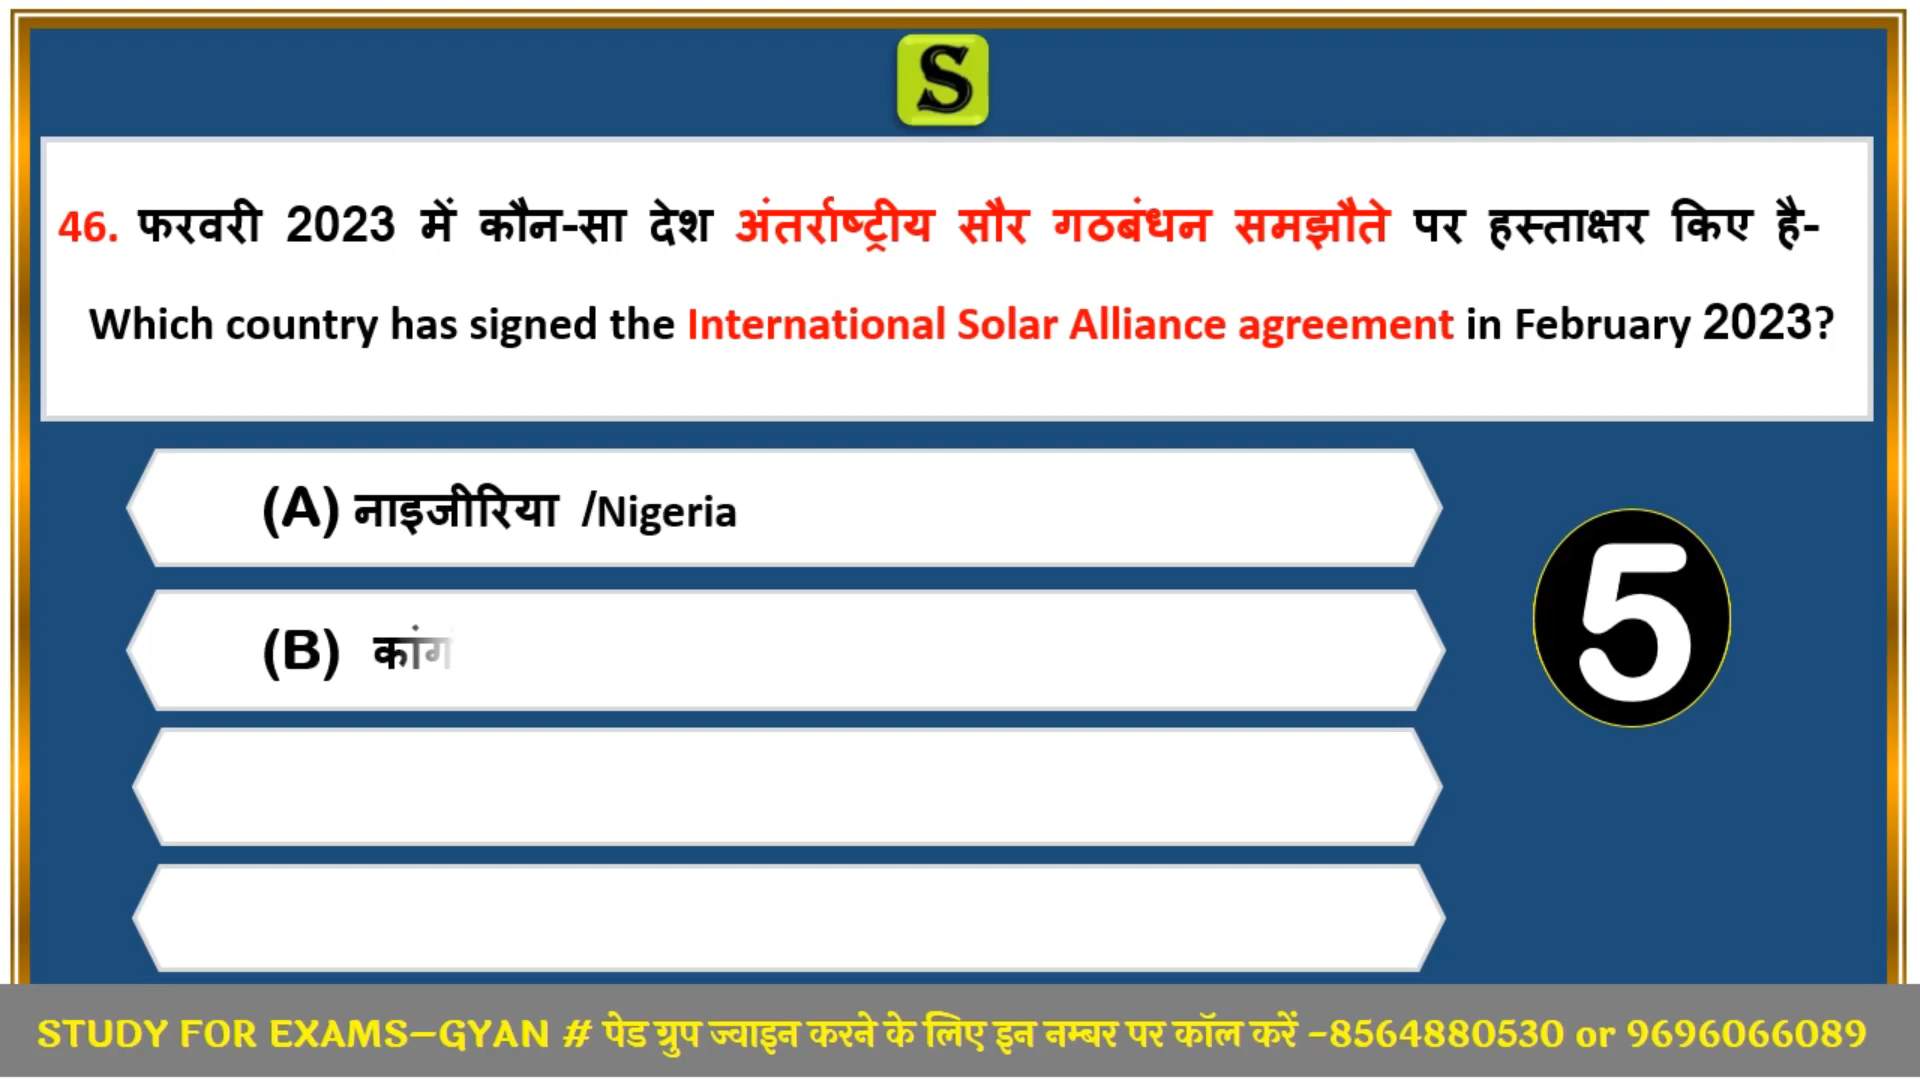 S
46. फरवरी 2023 में कौन-सा देश अंतर्राष्ट्रीय सौर गठबंधन समझौते पर हस्ताक्षर किए है-
Which country has signed the International Solar Alliance agreement in February 2023?
(A) नाइजीरिया /Nigeria
(B)
5
STUDY FOR EXAMS–GYAN # पेड ग्रुप ज्वाइन करने के लिए इन नम्बर पर कॉल करें –8564880530 or 9696066089